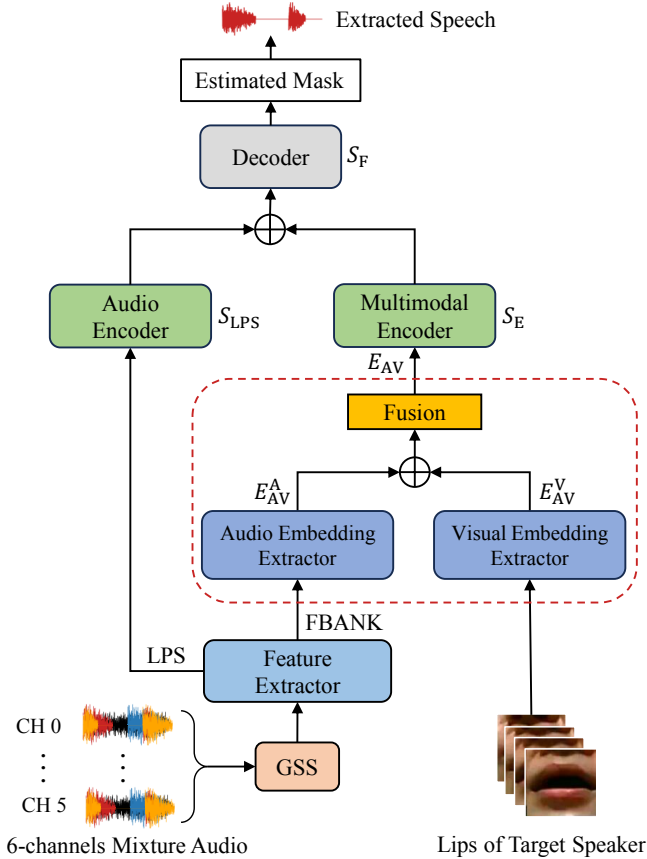 Extracted Speech
Estimated Mask
Decoder
S_F
Audio
Encoder
S_LPS
Multimodal
Encoder
S_E
E_AV
Fusion
E_AV^A
E_AV^V
Audio Embedding
Extractor
Visual Embedding
Extractor
FBANK
LPS
Feature
Extractor
CH 0
GSS
CH 5
6-channels Mixture Audio
Lips of Target Speaker